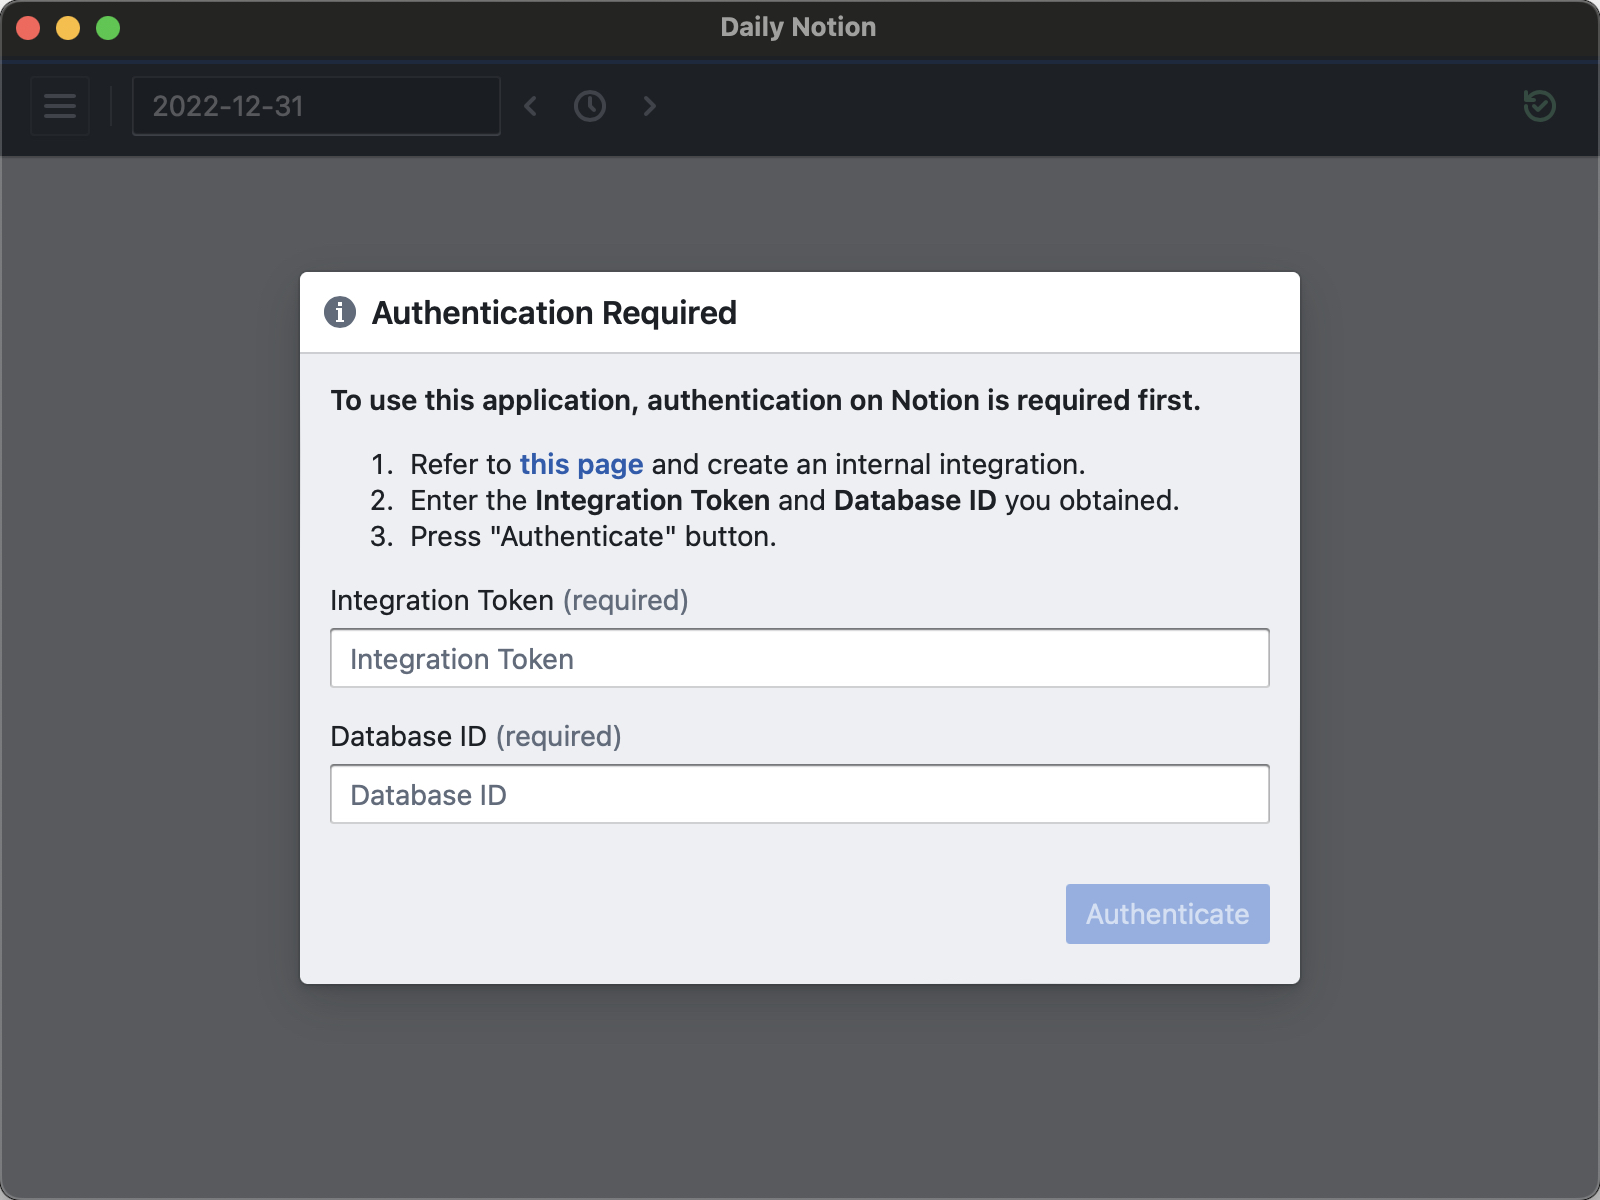 Daily Notion
2022-12-31
Authentication Required
To use this application, authentication on Notion is required first.
1. Refer to this page and create an internal integration.
2. Enter the Integration Token and Database ID you obtained.
3. Press "Authenticate" button.
Integration Token (required)
Integration Token
Database ID (required)
Database ID
Authenticate